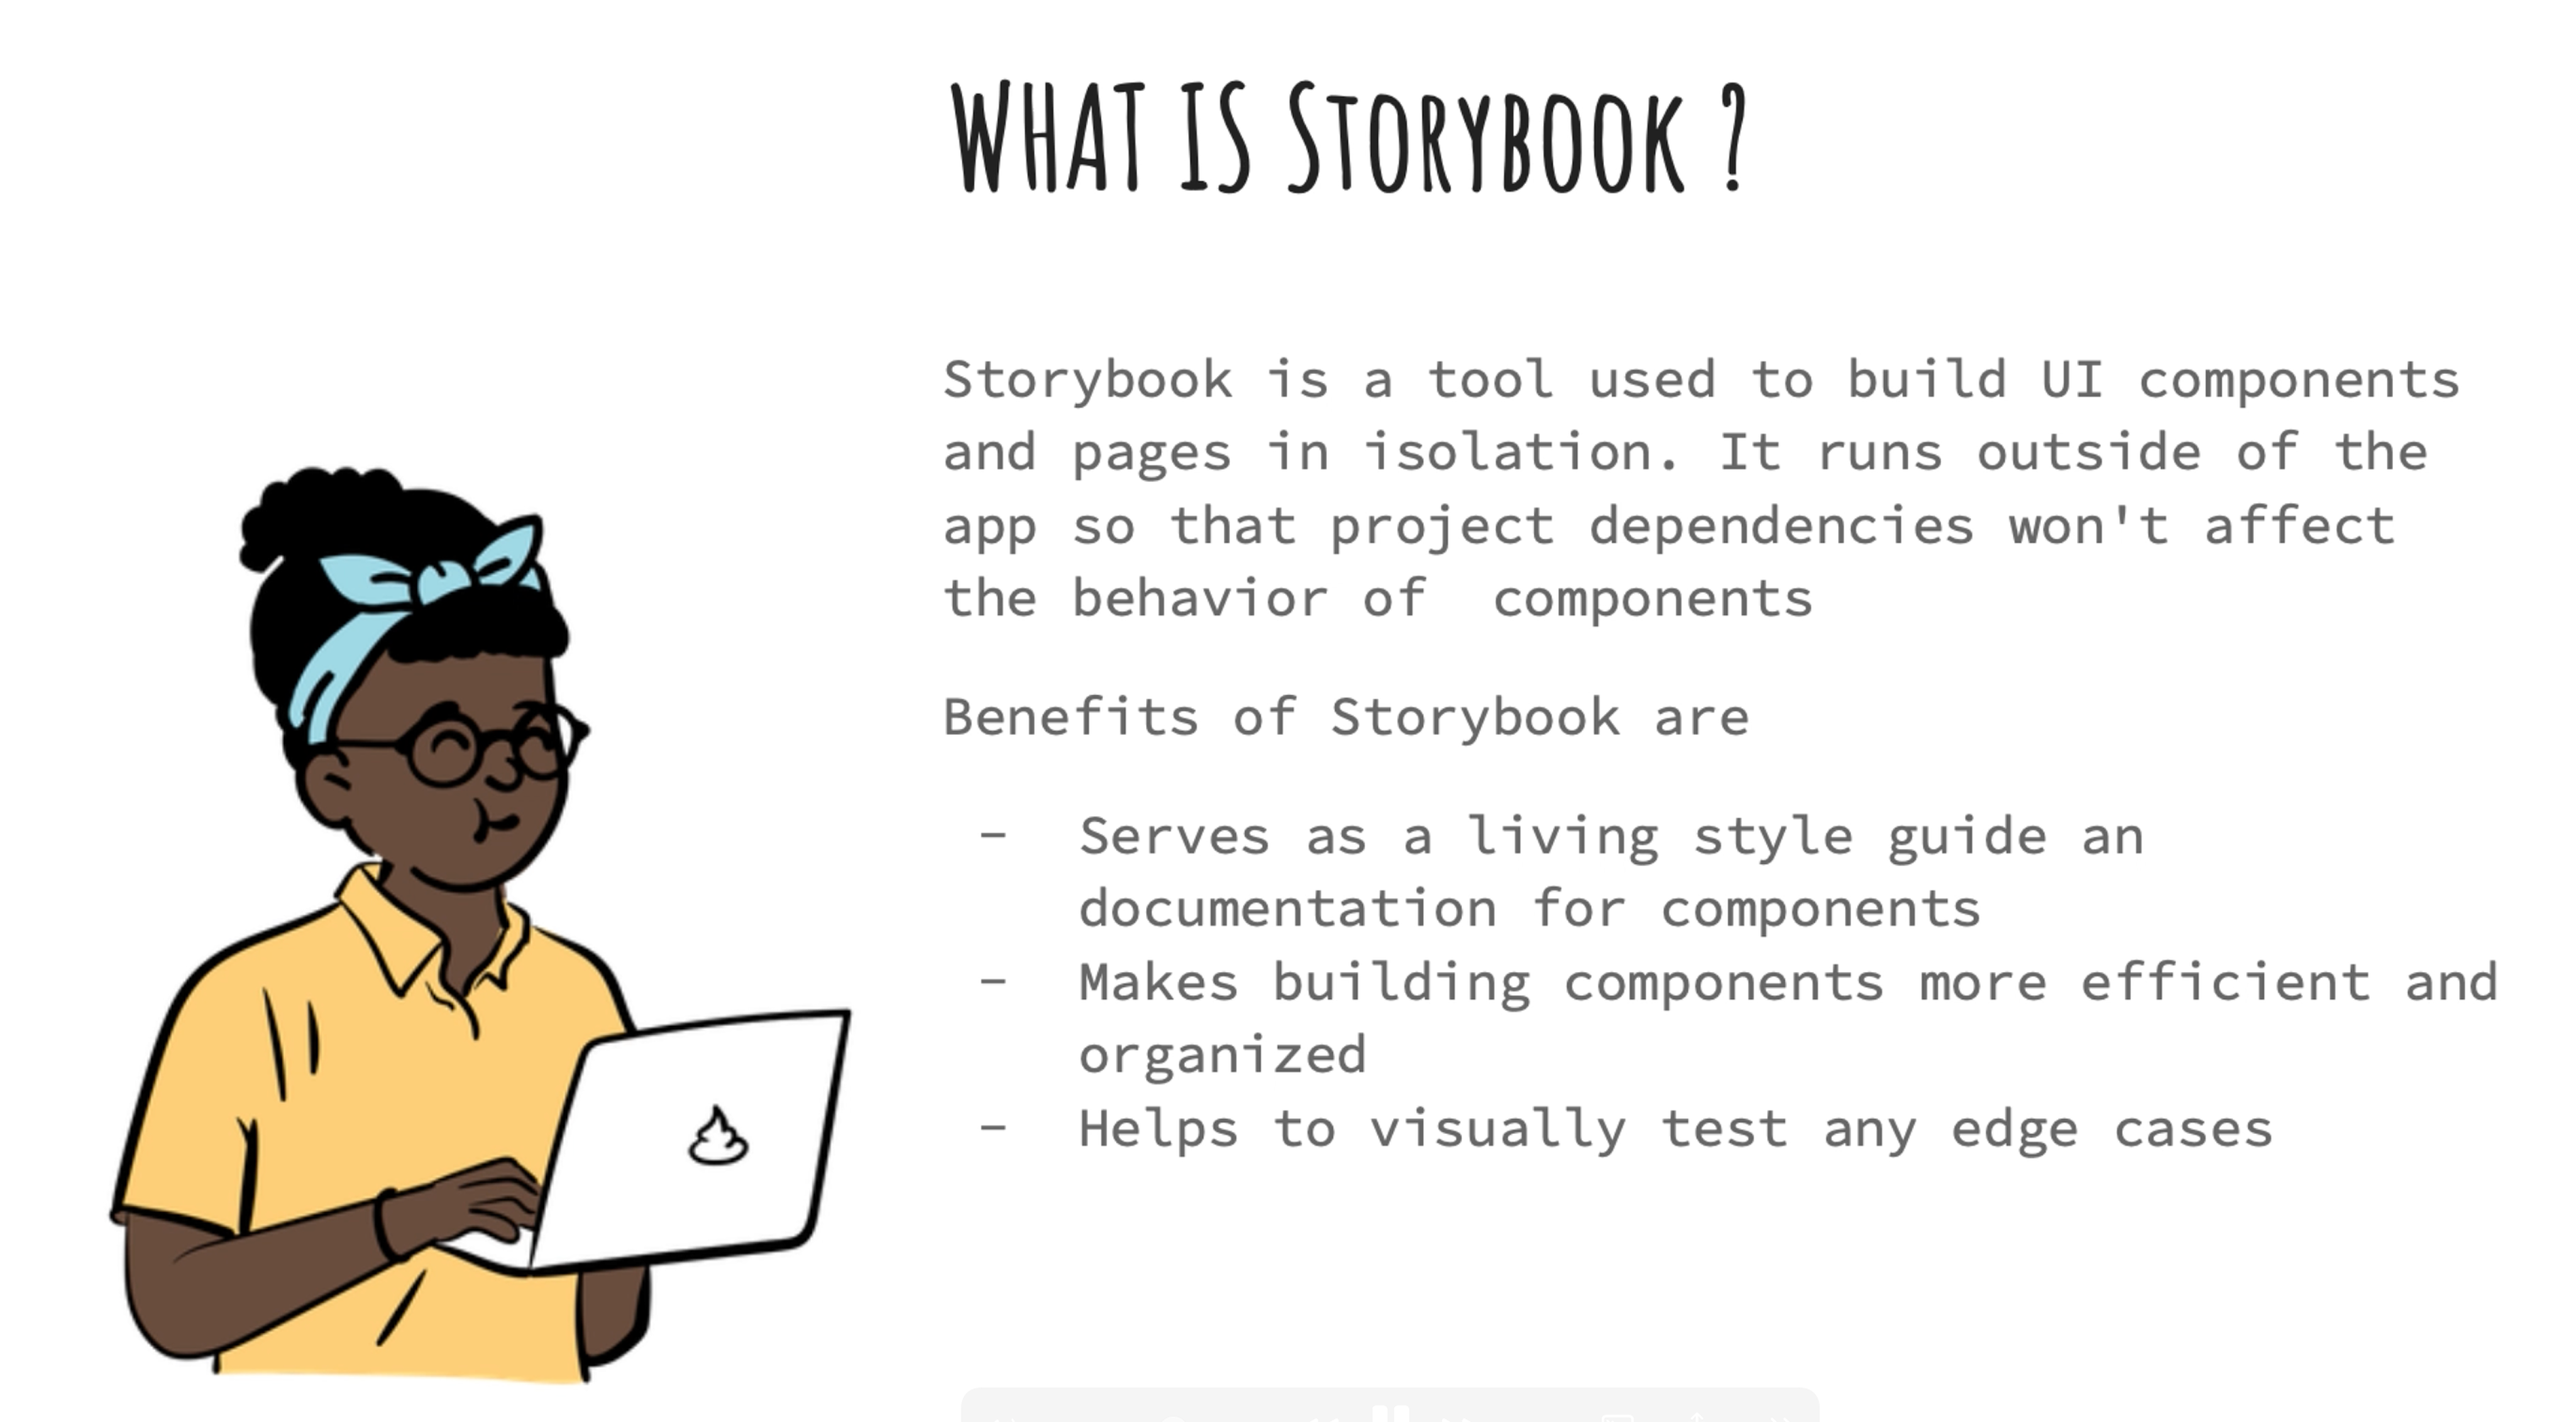 WHAT IS STORYBOOK ?
Storybook is a tool used to build UI components
and pages in isolation. It runs outside of the
app so that project dependencies won't affect
the behavior of  components
Benefits of Storybook are
- Serves as a living style guide an
documentation for components
- Makes building components more efficient and
organized
- Helps to visually test any edge cases